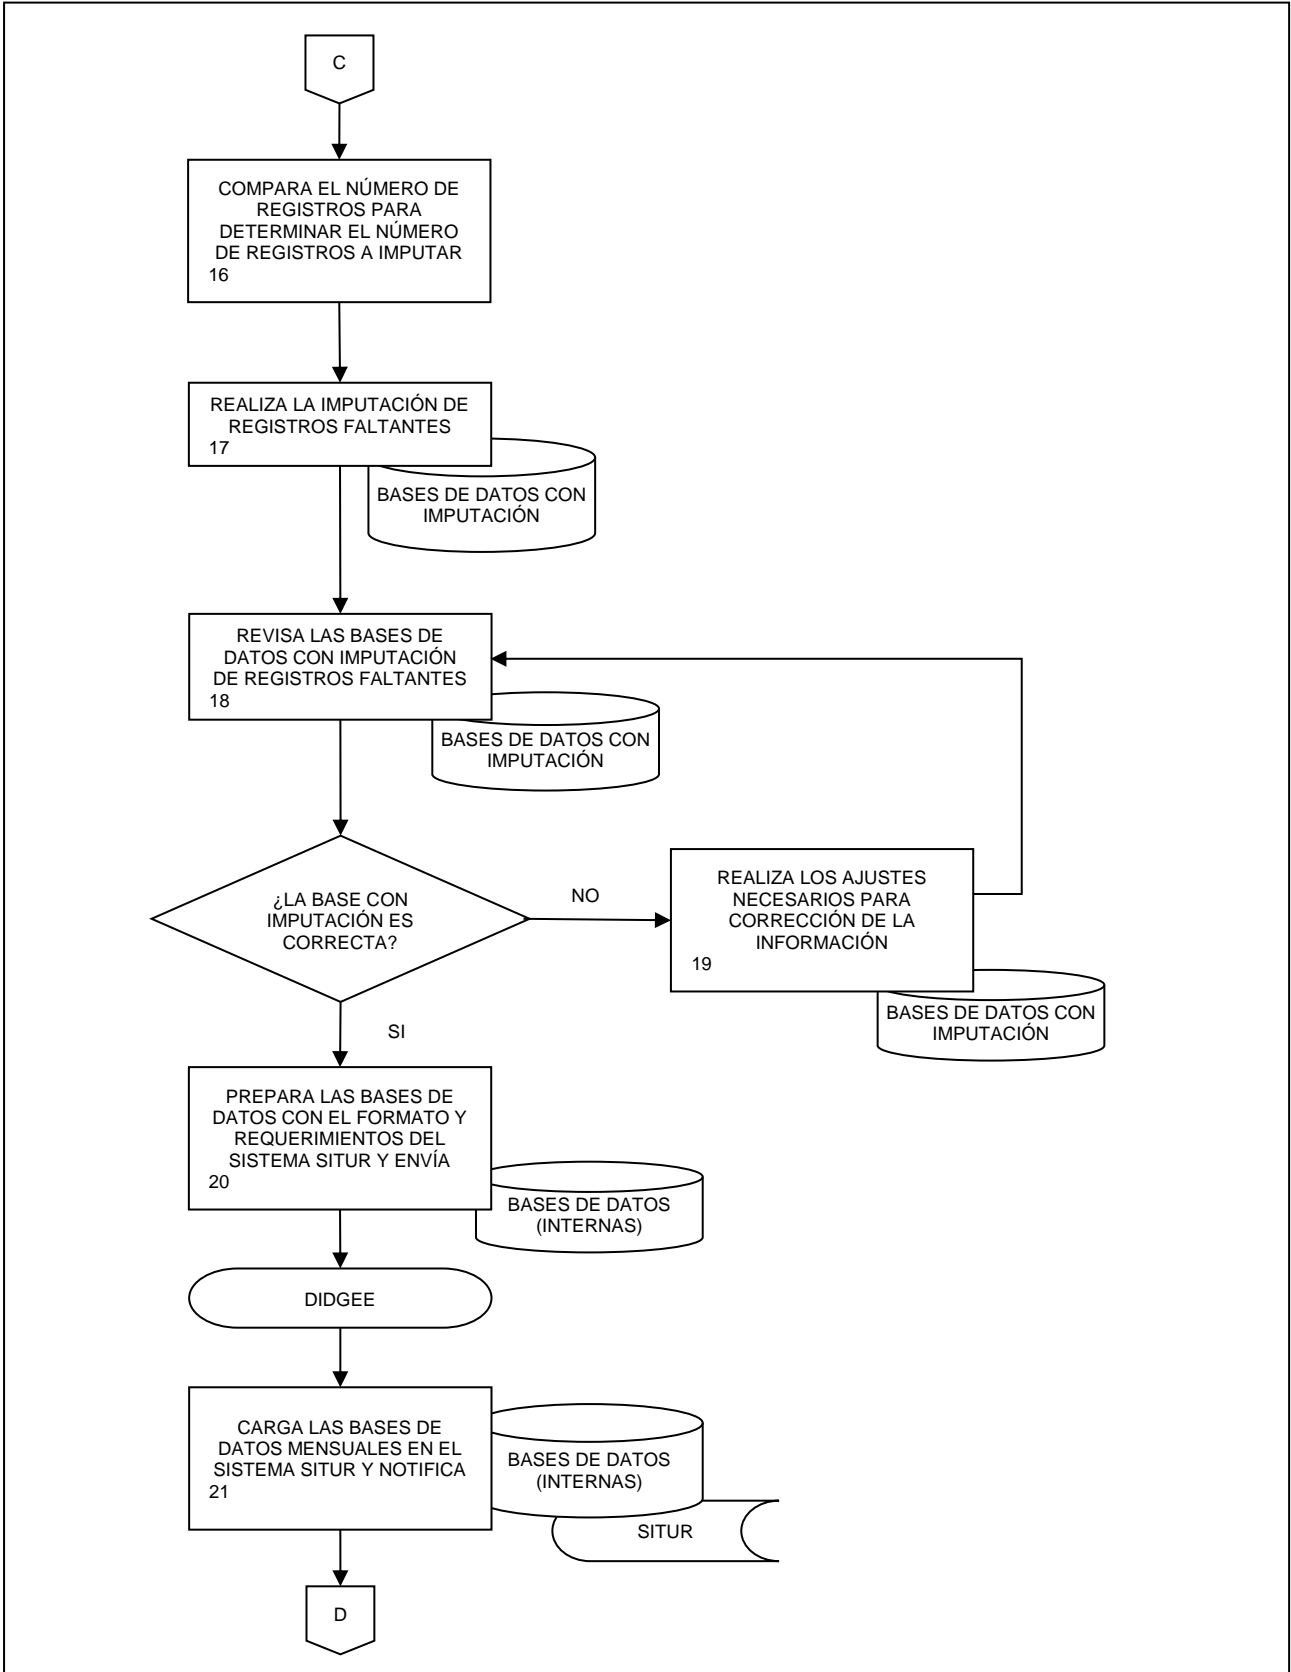 C
COMPARA EL NÚMERO DE
REGISTROS PARA
DETERMINAR EL NÚMERO
DE REGISTROS A IMPUTAR
16
REALIZA LA IMPUTACIÓN DE
REGISTROS FALTANTES
17
BASES DE DATOS CON
IMPUTACIÓN
REVISA LAS BASES DE
DATOS CON IMPUTACIÓN
DE REGISTROS FALTANTES
18
BASES DE DATOS CON
IMPUTACIÓN
¿LA BASE CON
IMPUTACIÓN ES
CORRECTA?
NO
REALIZA LOS AJUSTES
NECESARIOS PARA
CORRECCIÓN DE LA
INFORMACIÓN
19
BASES DE DATOS CON
IMPUTACIÓN
SI
PREPARA LAS BASES DE
DATOS CON EL FORMATO Y
REQUERIMIENTOS DEL
SISTEMA SITUR Y ENVÍA
20
BASES DE DATOS
(INTERNAS)
DIDGEE
CARGA LAS BASES DE
DATOS MENSUALES EN EL
SISTEMA SITUR Y NOTIFICA
21
BASES DE DATOS
(INTERNAS)
SITUR
D